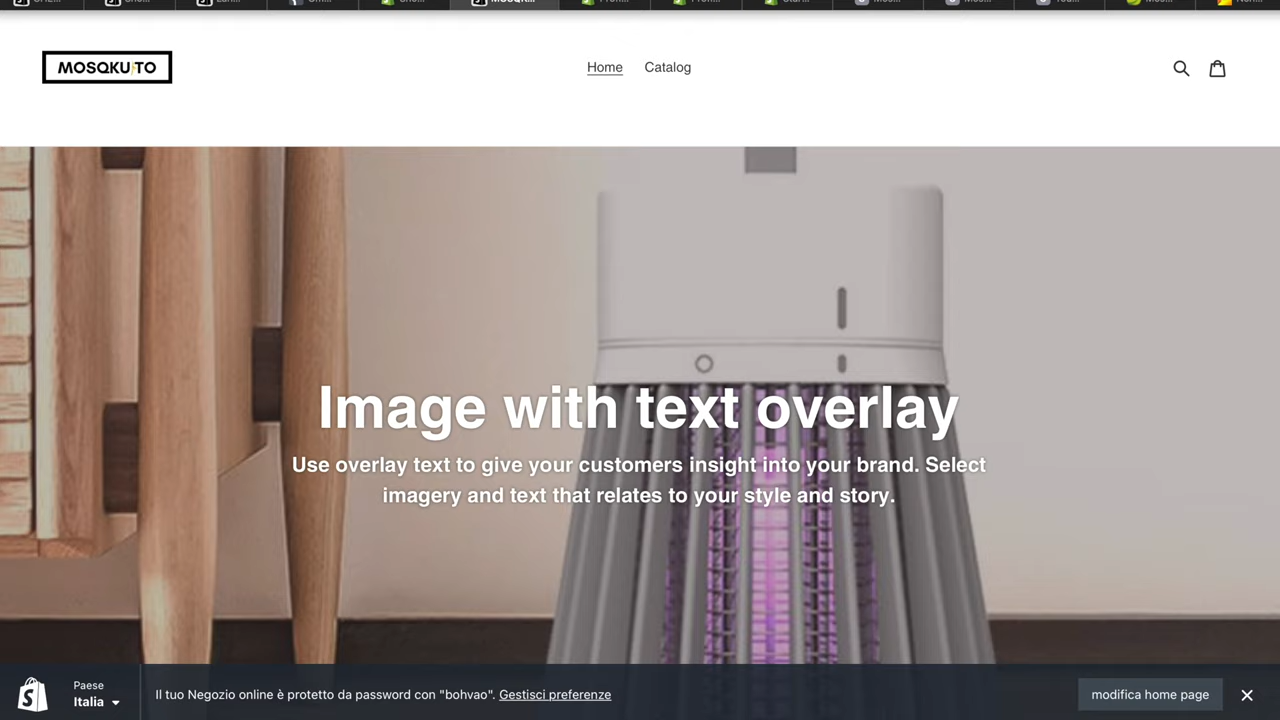 MOSQKUITO
Home
Catalog
Image with text overlay
Use overlay text to give your customers insight into your brand. Select
imagery and text that relates to your style and story.
Paese
Italia
Il tuo Negozio online è protetto da password con "bohvao". Gestisci preferenze
modifica home page